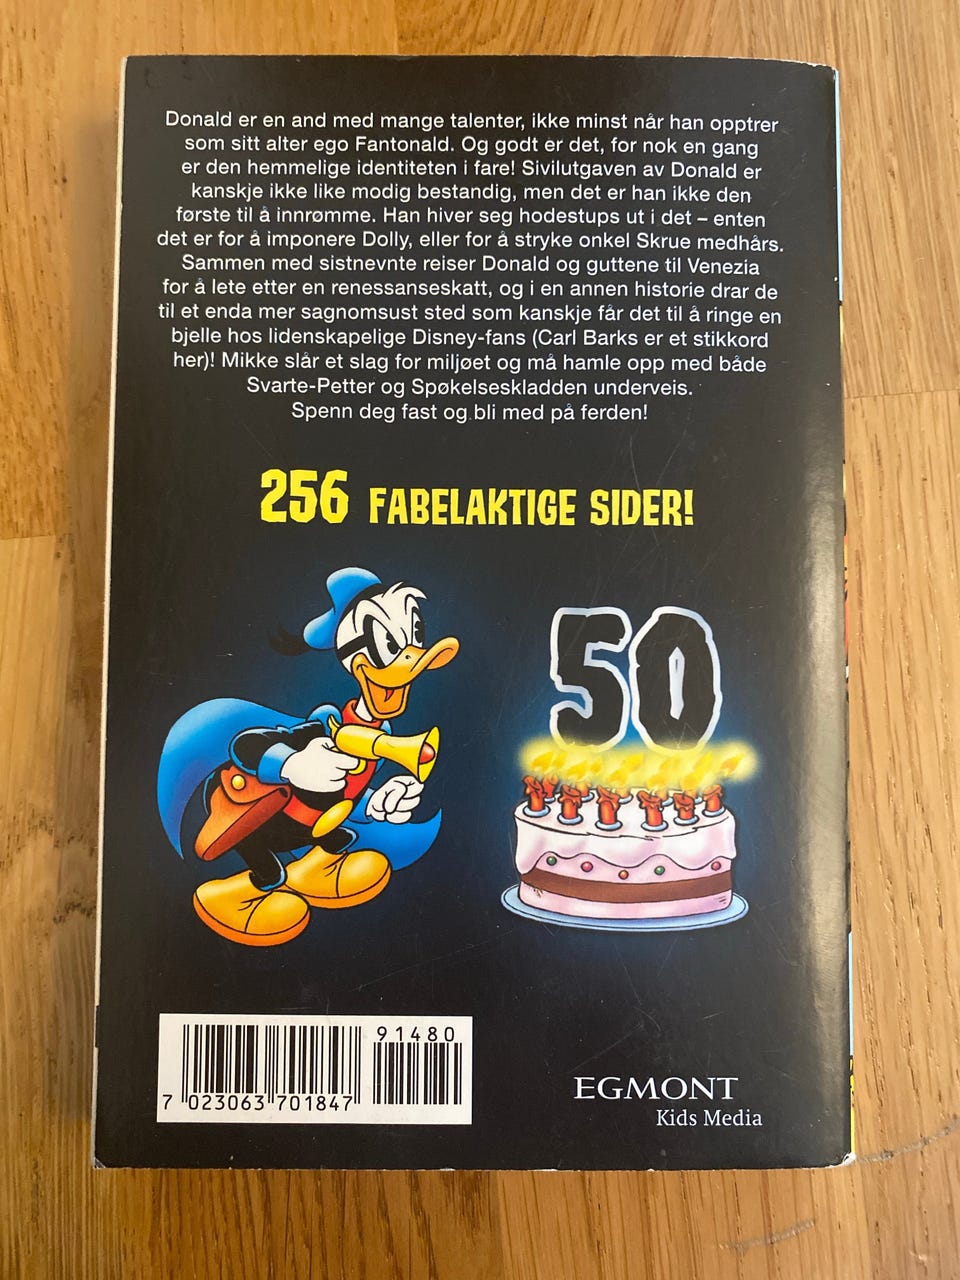 Donald er en and med mange talenter, ikke minst når han opptrer
som sitt alter ego Fantonald. Og godt er det, for nok en gang
er den hemmelige identiteten i fare! Sivilutgaven av Donald er
kanskje ikke like modig bestandig, men det er han ikke den
første til å innrømme. Han hiver seg hodestups ut i det – enten
det er for å imponere Dolly, eller for å stryke onkel Skrue medhårs.
Sammen med sistnevnte reiser Donald og guttene til Venezia
for å lete etter en renessanseskatt, og i en annen historie drar de
til et enda mer sagnomsust sted som kanskje får det til å ringe en
bjelle hos lidenskapelige Disney-fans (Carl Barks er et stikkord
her)! Mikke slår et slag for miljøet og må hamle opp med både
Svarte-Petter og Spøkelseskladden underveis.
Spenn deg fast og bli med på ferden!
256 FABELAKTIGE SIDER!
50
91480
7 023063 701847
EGMONT
Kids Media